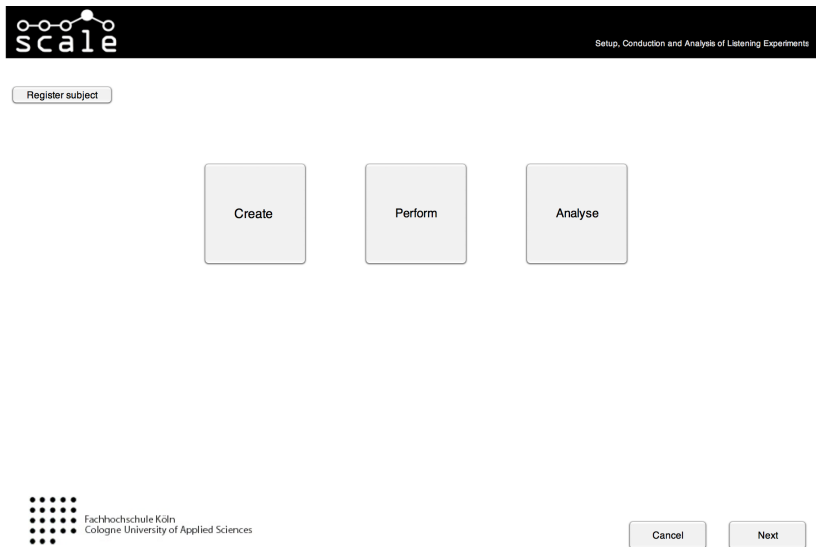 scale
Setup, Conduction and Analysis of Listening Experiments
Register subject
Create
Perform
Analyse
Fachhochschule Köln
Cologne University of Applied Sciences
Cancel
Next